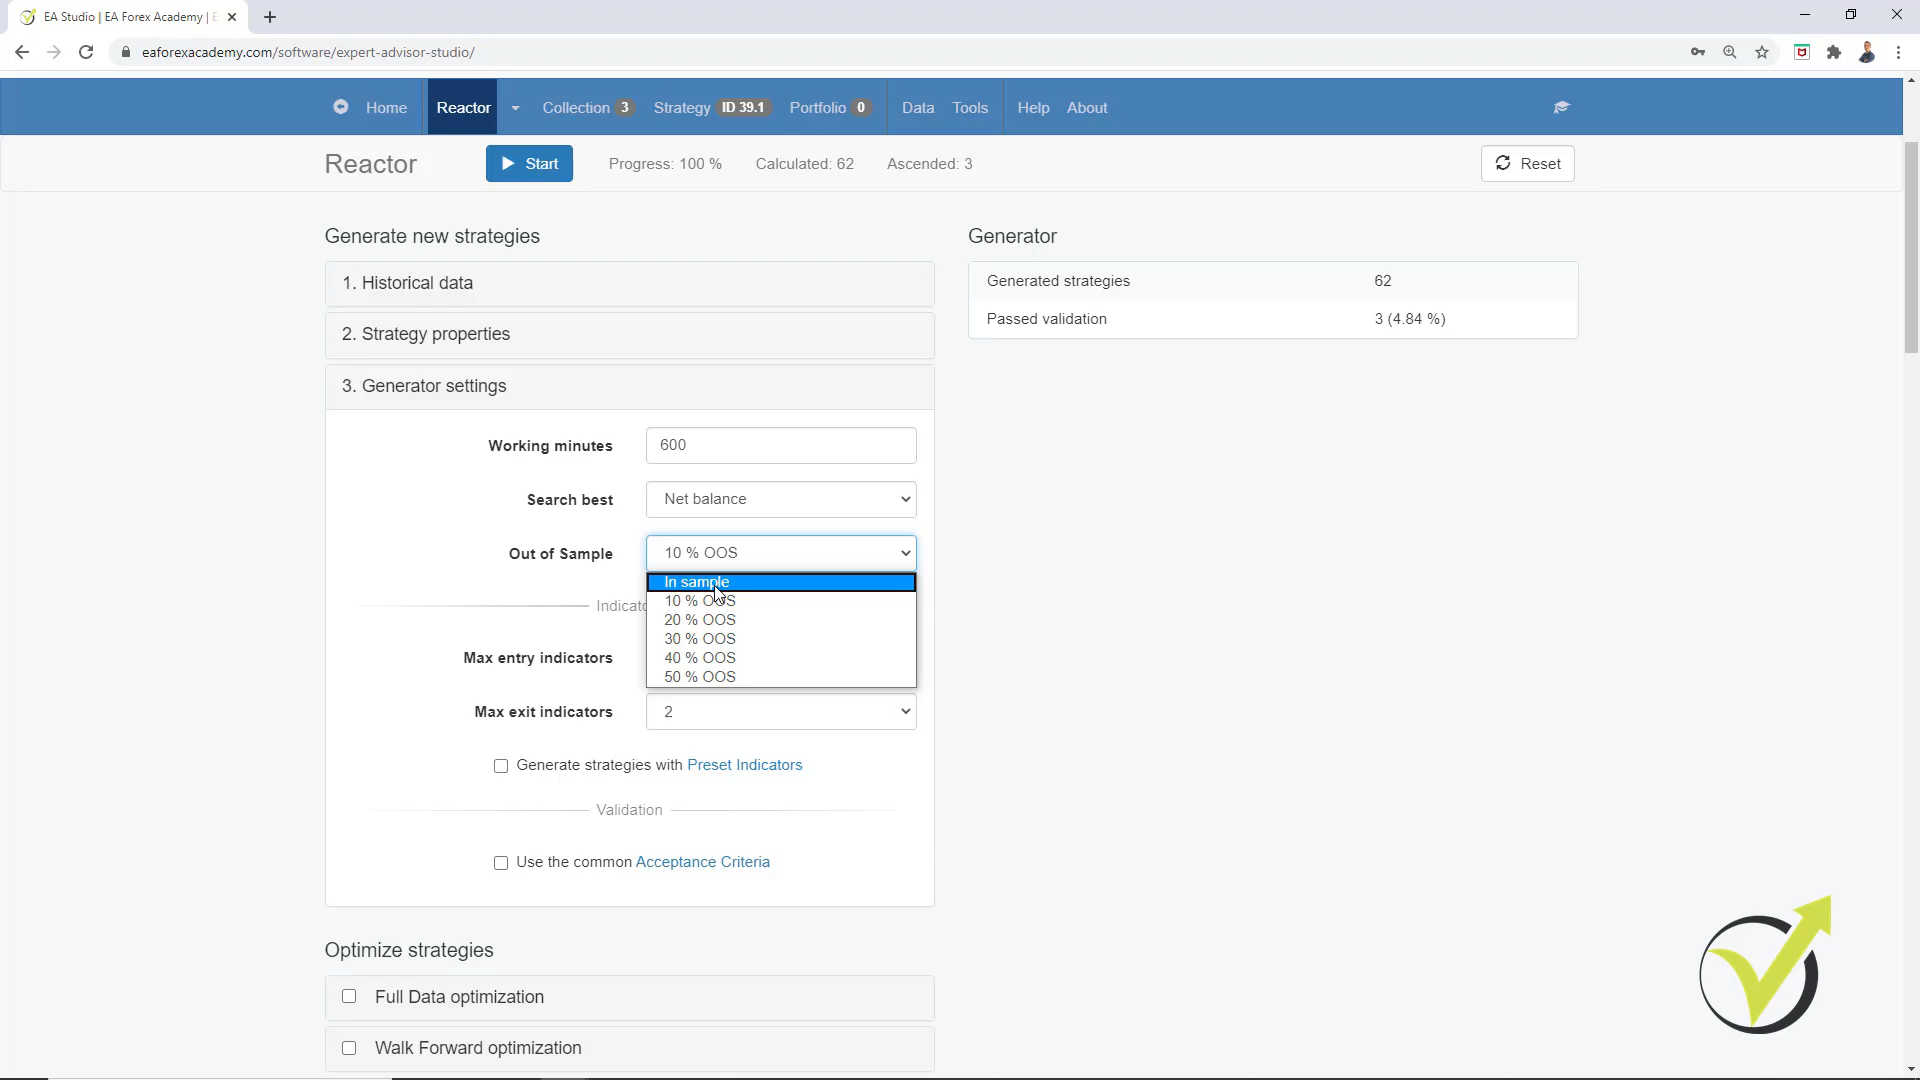 EA Studio | EA Forex Academy |
eaforexacademy.com/software/expert-advisor-studio/
Home Reactor Collection 3 Strategy ID 39.1 Portfolio 0 Data Tools Help About
Reactor Start Progress: 100 % Calculated: 62 Ascended: 3 Reset
Generate new strategies
1. Historical data
2. Strategy properties
3. Generator settings
Working minutes 600
Search best Net balance
Out of Sample 10 % OOS
In sample
10 % OOS
20 % OOS
30 % OOS
40 % OOS
50 % OOS
Max entry indicators
Max exit indicators 2
Generate strategies with Preset Indicators
Validation
Use the common Acceptance Criteria
Optimize strategies
Full Data optimization
Walk Forward optimization
Generator
Generated strategies 62
Passed validation 3 (4.84 %)